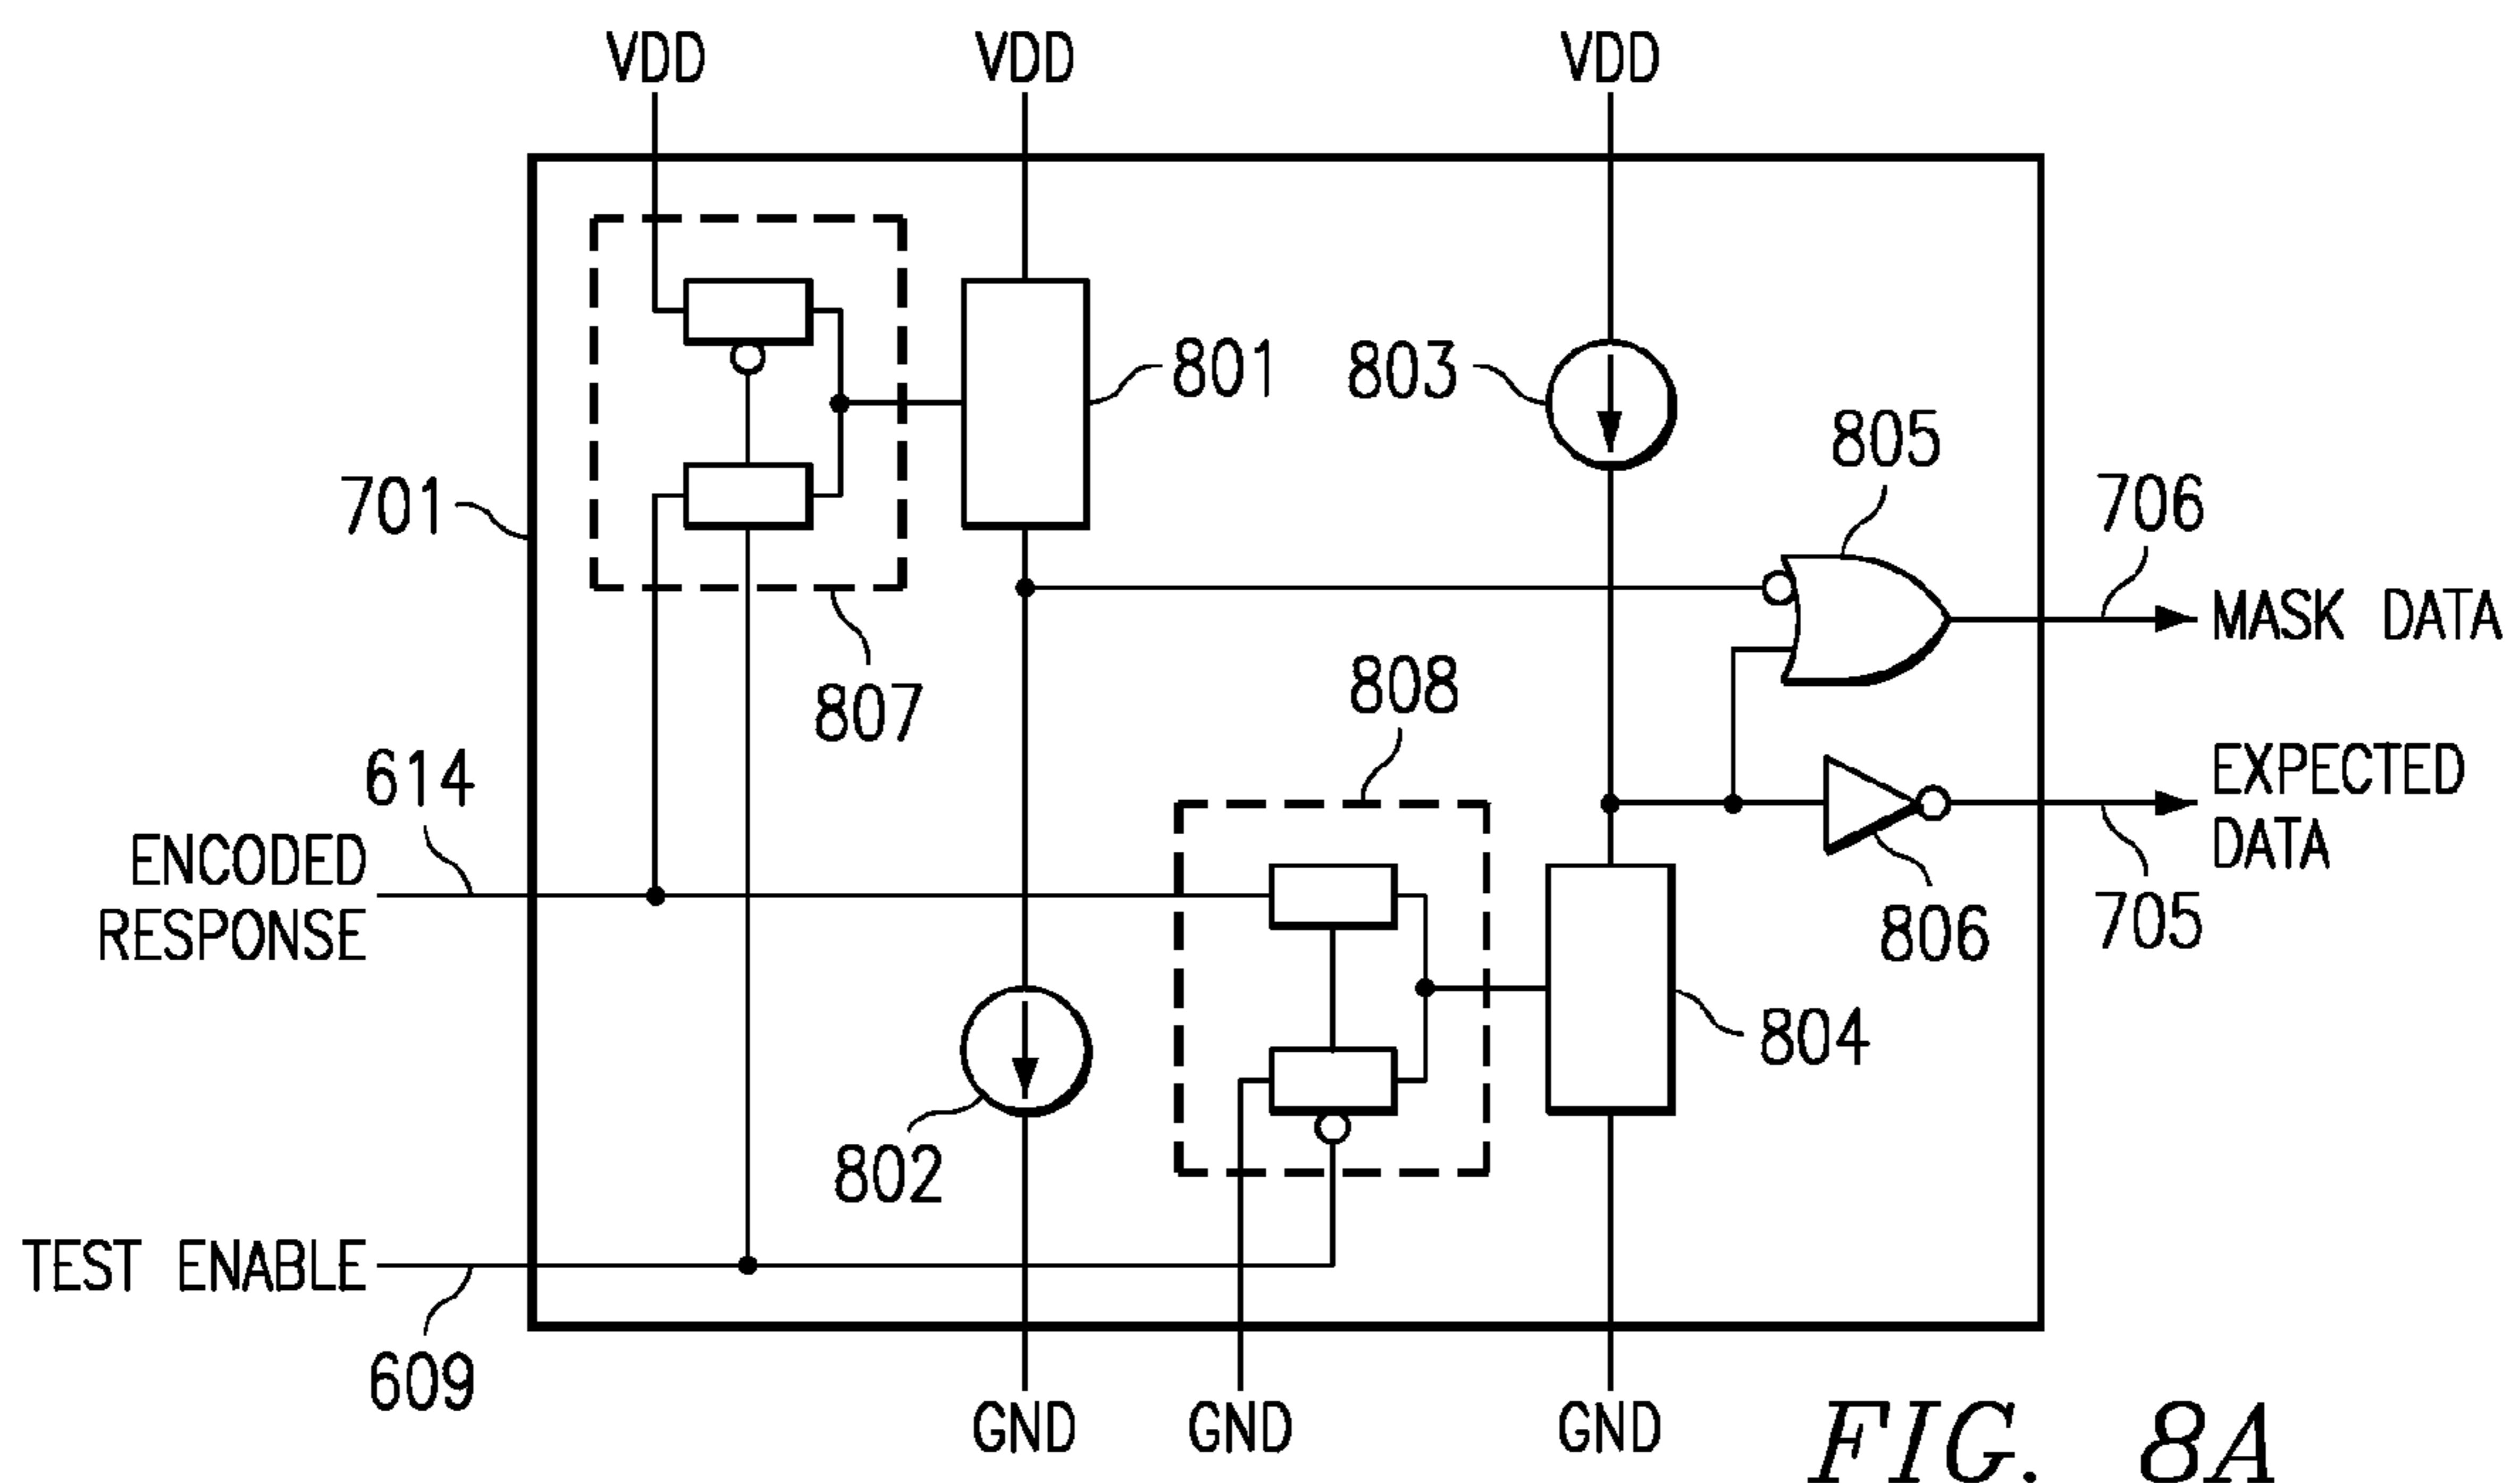 VDD VDD VDD
801
803
805
701
706
MASK DATA
807
808
614
EXPECTED
DATA
ENCODED
RESPONSE
806
705
804
802
TEST ENABLE
609
GND GND GND
FIG. 8A